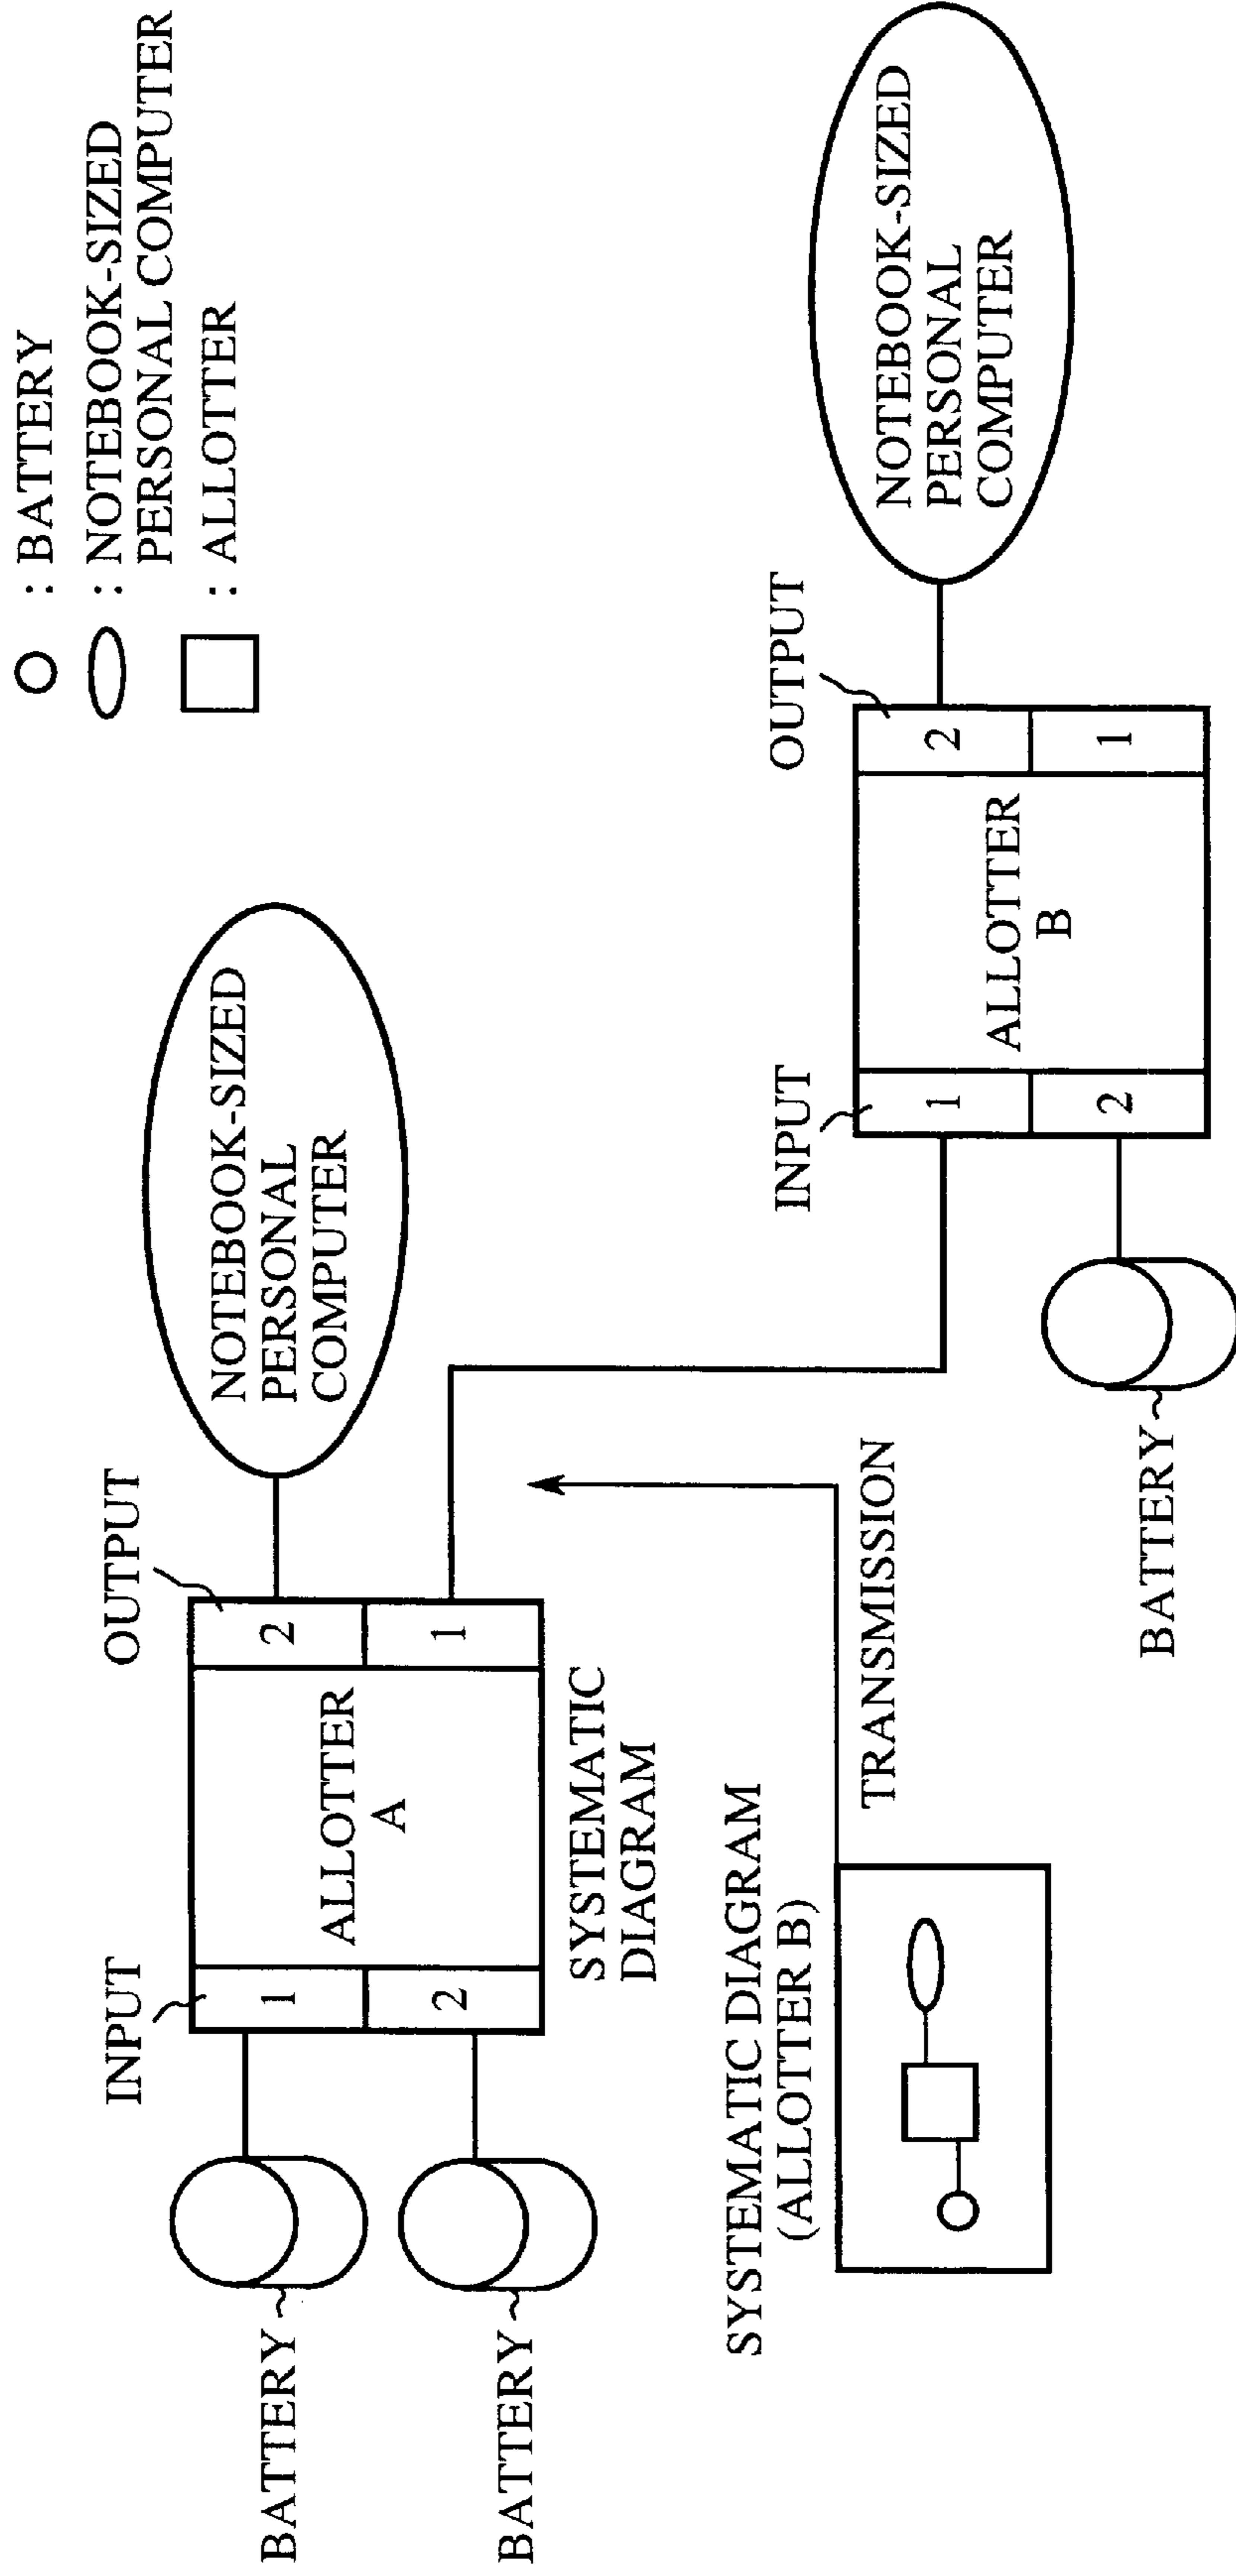 : BATTERY
: NOTEBOOK-SIZED
PERSONAL COMPUTER
: ALLOTTER
INPUT
OUTPUT
1
2
ALLOTTER
A
2
1
NOTEBOOK-SIZED
PERSONAL
COMPUTER
BATTERY
BATTERY
SYSTEMATIC
DIAGRAM
SYSTEMATIC DIAGRAM
(ALLOTTER B)
TRANSMISSION
INPUT
OUTPUT
1
2
ALLOTTER
B
2
1
NOTEBOOK-SIZED
PERSONAL
COMPUTER
BATTERY